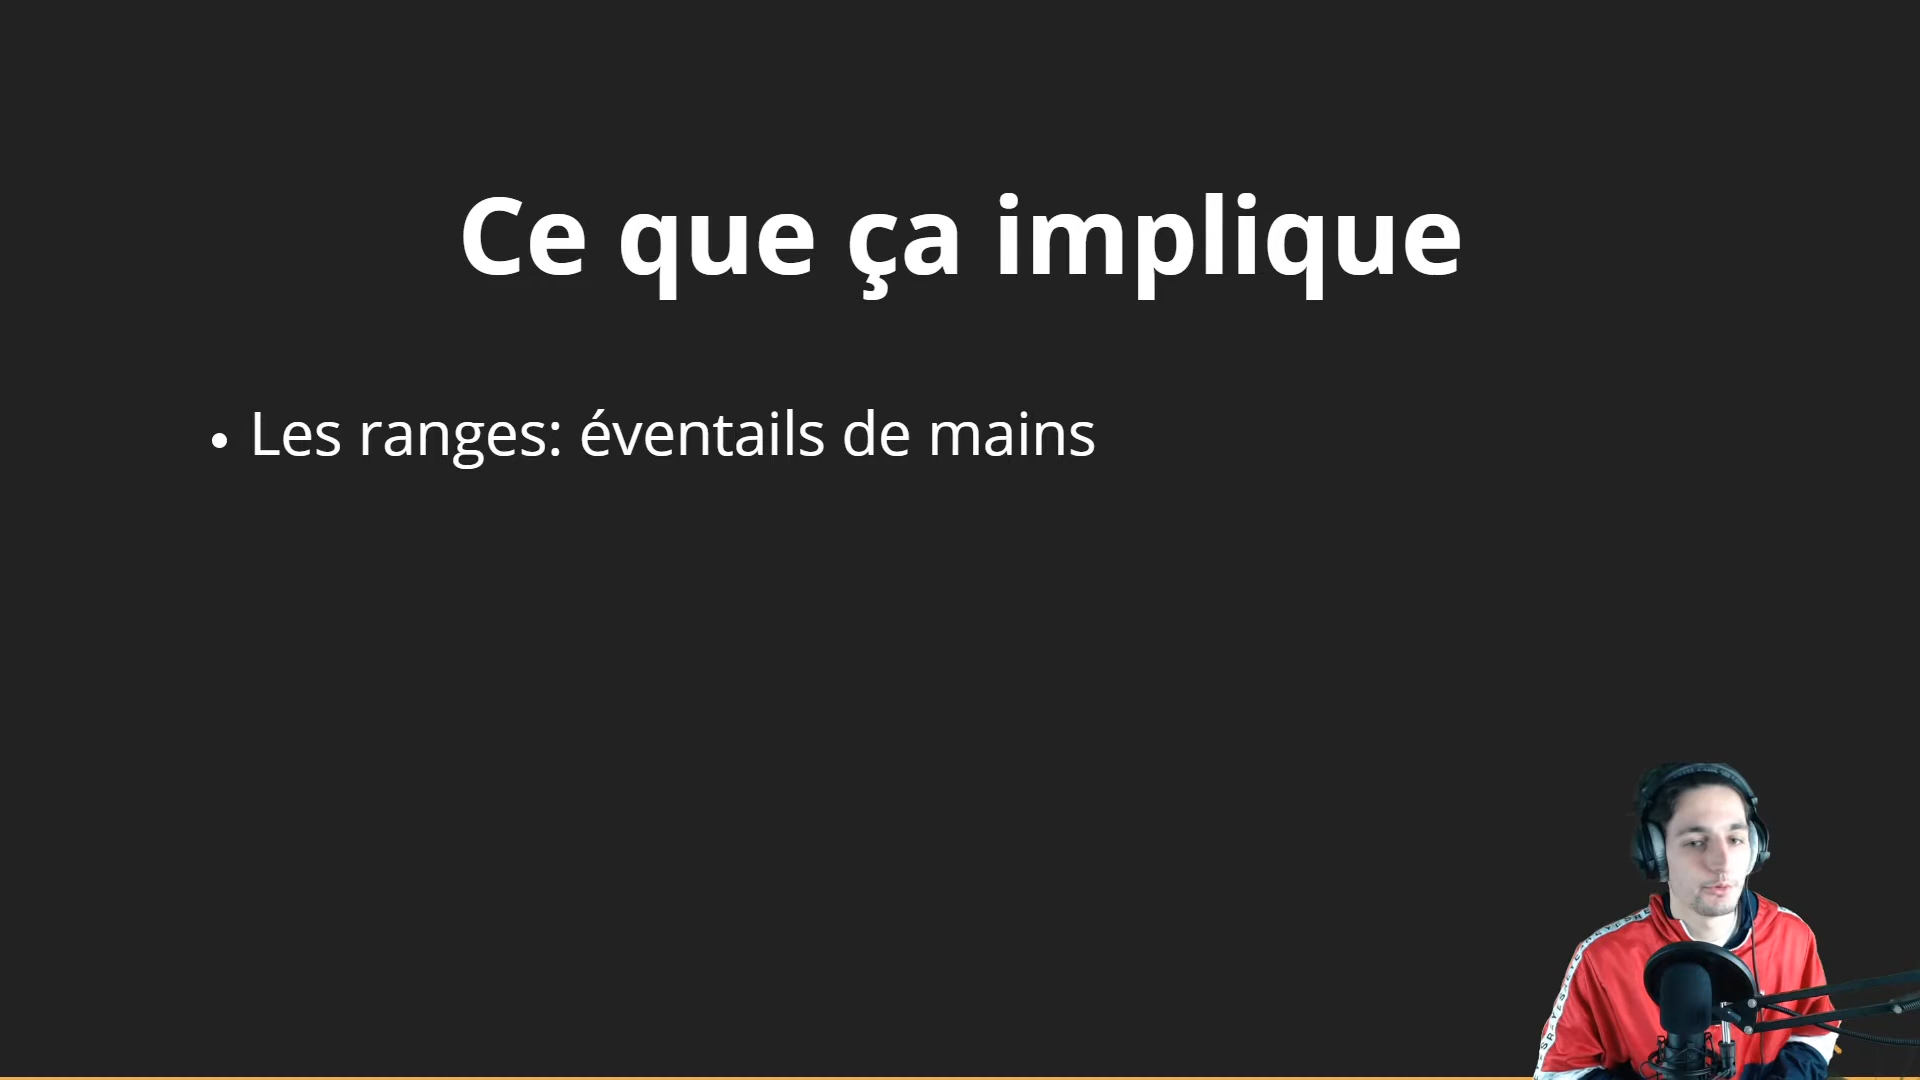 Ce que ça implique
• Les ranges: éventails de mains